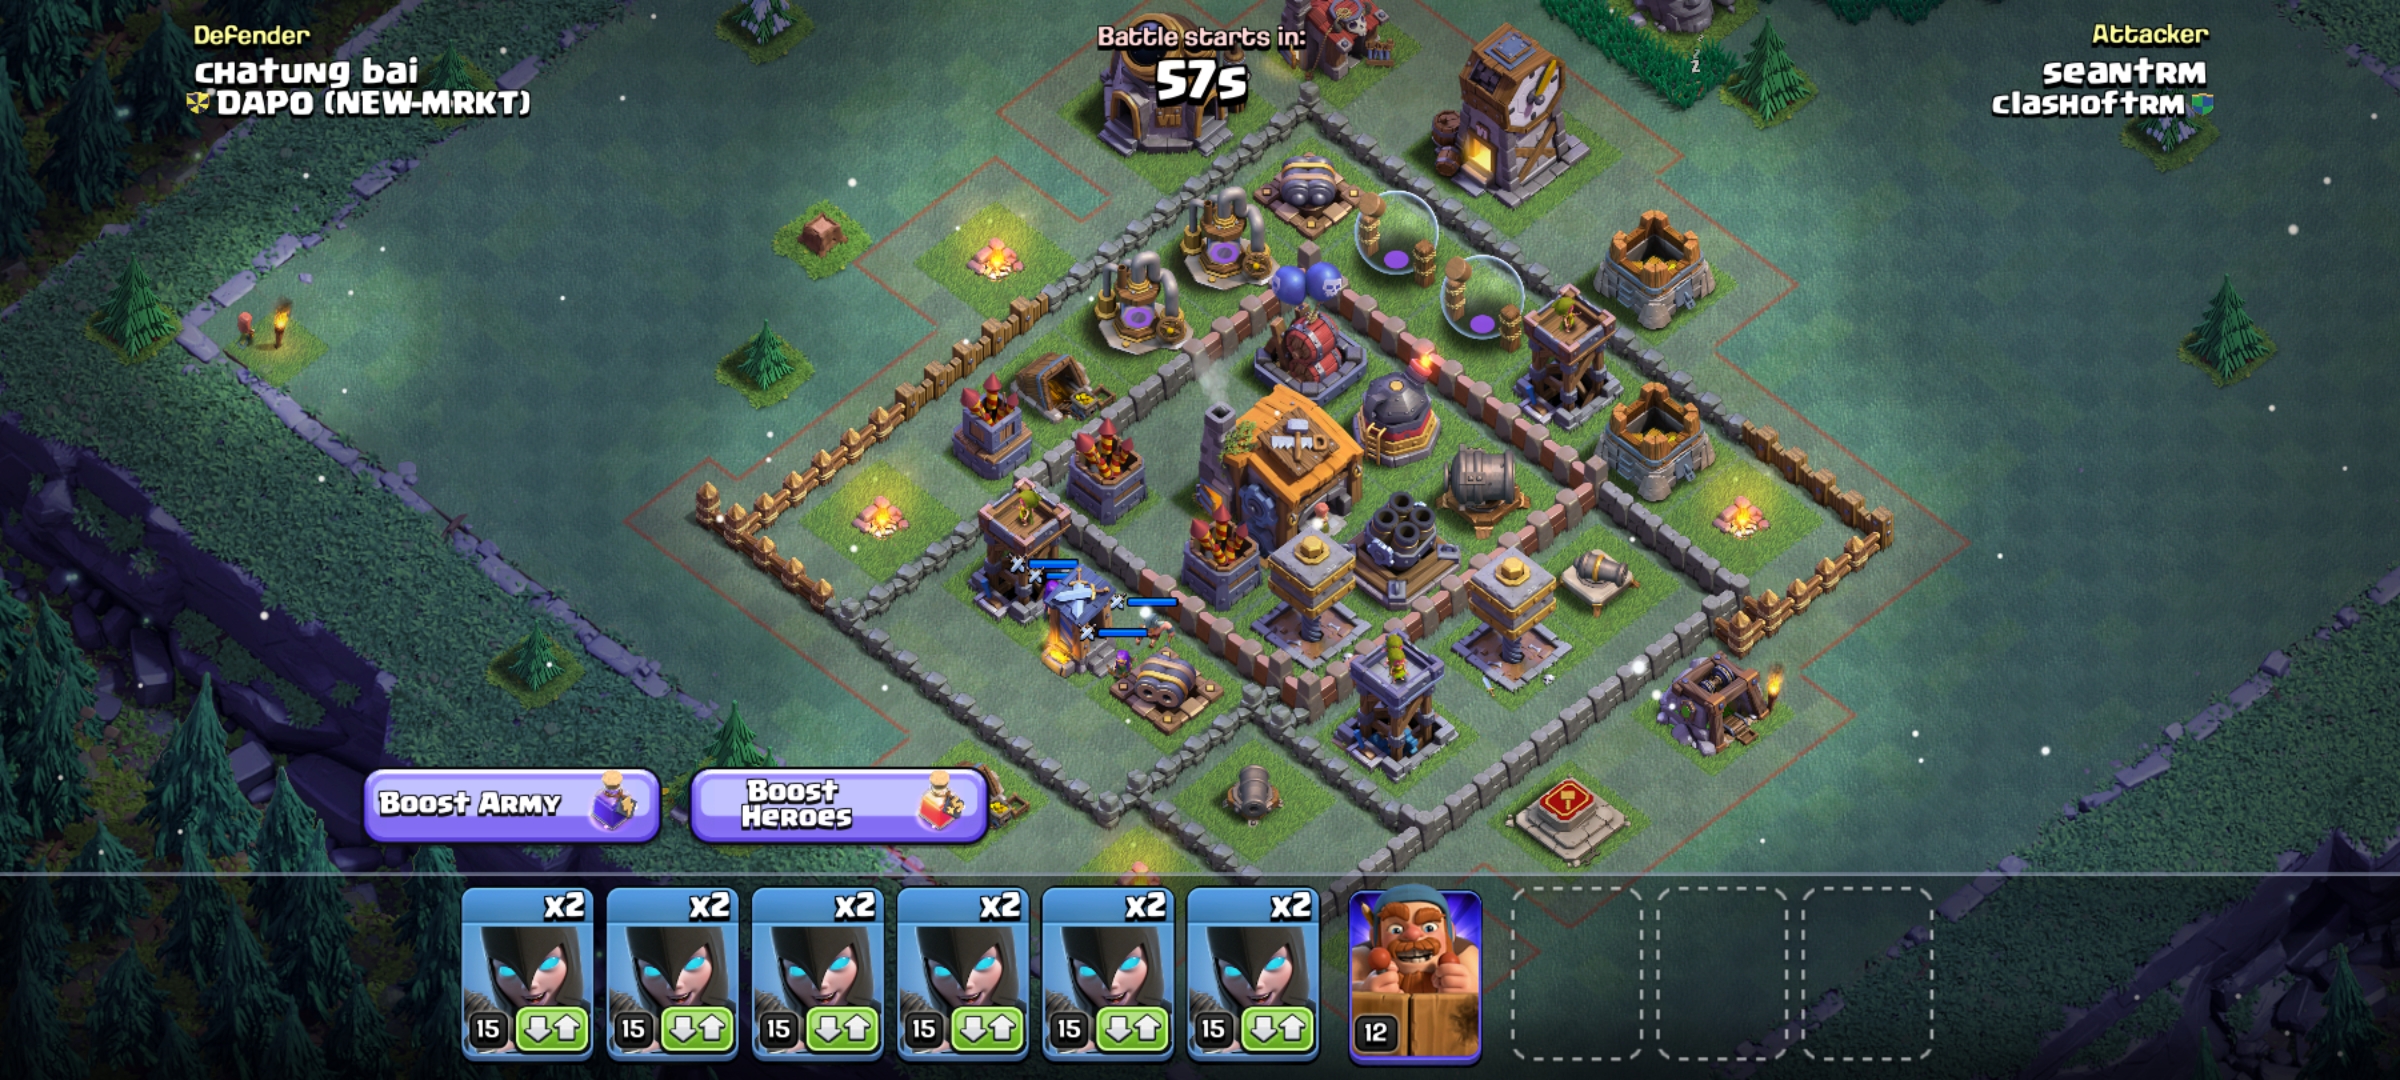 Defender
chatung bai
DAPO (NEW-MRKT)
Battle starts in:
57s
Attacker
seantRM
clashoftRM
Boost Army
Boost
Heroes
x2
x2
x2
x2
x2
x2
15
15
15
15
15
15
12